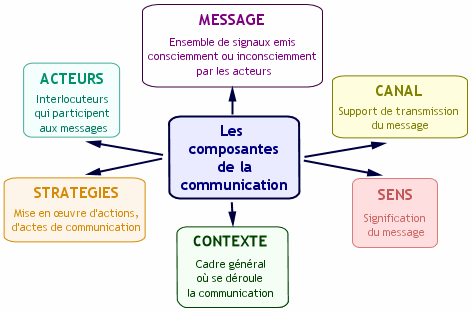 MESSAGE
Ensemble de signaux emis
consciemment ou inconsciemment
par les acteurs
ACTEURS
Interlocuteurs
qui participent
aux messages
CANAL
Support de transmission
du message
Les
composantes
de la
communication
STRATEGIES
Mise en œuvre d'actions,
d'actes de communication
SENS
Signification
du message
CONTEXTE
Cadre général
où se déroule
la communication